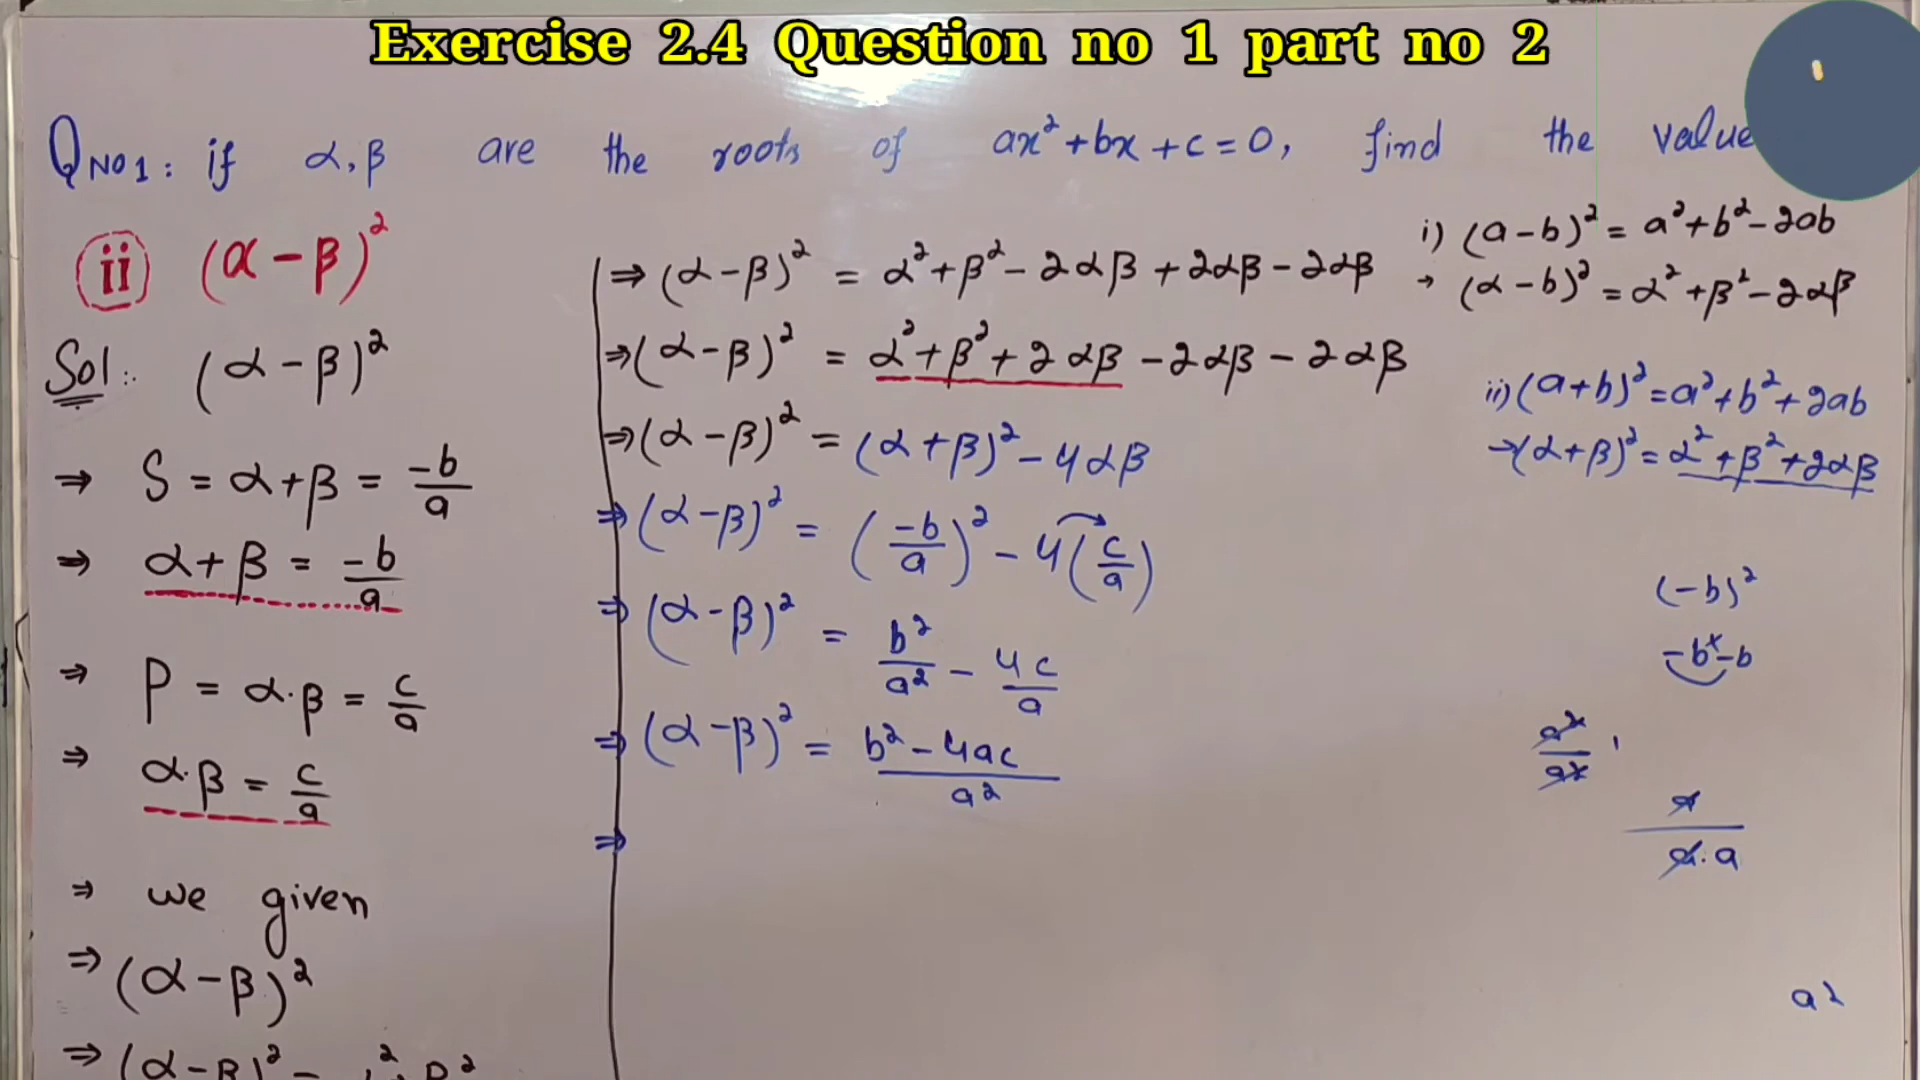 Exercise 2.4 Question no 1 part no 2
QNO1: if α,β are the roots of ax²+bx+c=0, find the value
ii (α-β)²
Sol:. (α-β)²
⇒ S = α+β = -b/a
⇒ α+β = -b/a
⇒ P = α.β = c/a
⇒ α.β = c/a
⇒ we given
⇒ (α-β)²
⇒ (α-β)² =
⇒ (α-β)² = α²+β²-2αβ+2αβ-2αβ
⇒ (α-β)² = α²+β²+2αβ-2αβ-2αβ
⇒ (α-β)² = (α+β)²-4αβ
⇒ (α-β)² = (-b/a)²-4(c/a)
⇒ (α-β)² = b²/a² - 4c/a
⇒ (α-β)² = b²-4ac/a²
⇒
i) (a-b)² = a²+b²-2ab
→ (α-b)² = α²+β²-2αβ
ii) (a+b)² = a²+b²+2ab
→ (α+β)² = α²+β²+2αβ
(-b)²
-b×-b
a²/a²
a/a.a
a²